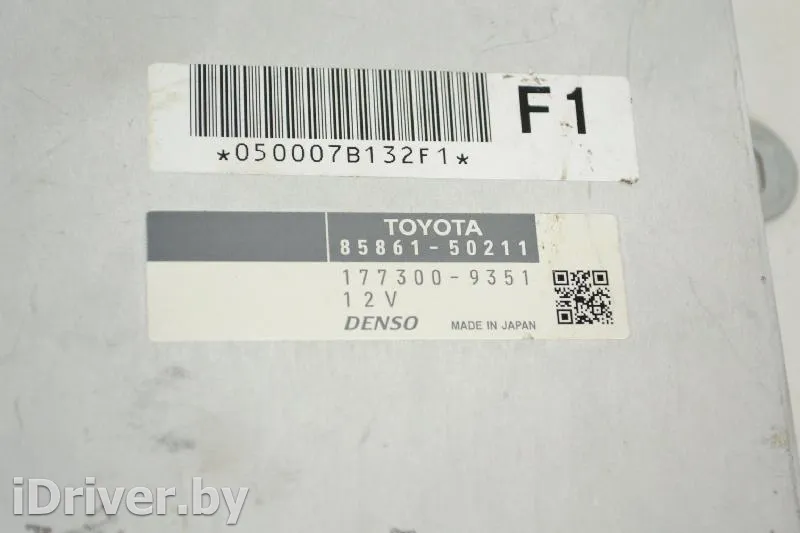 F1
*050007B132F1*
TOYOTA
85861-50211
177300-9351
12V
DENSO MADE IN JAPAN
iDriver.by